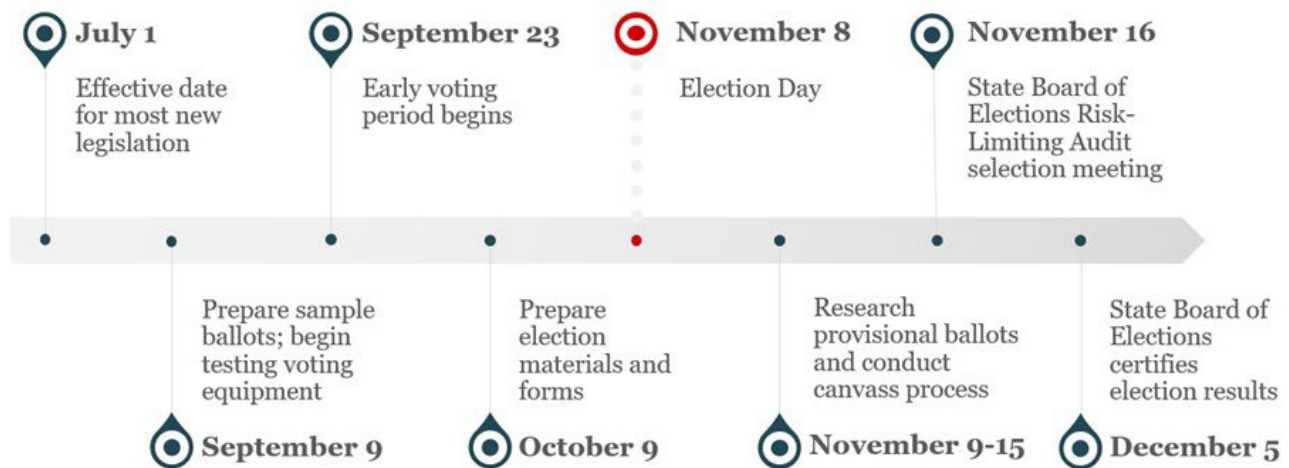 July 1
Effective date
for most new
legislation
September 23
Early voting
period begins
November 8
Election Day
November 16
State Board of
Elections Risk-
Limiting Audit
selection meeting
Prepare sample
ballots; begin
testing voting
equipment
September 9
Prepare
election
materials and
forms
October 9
Research
provisional ballots
and conduct
canvass process
November 9-15
State Board of
Elections
certifies
election results
December 5